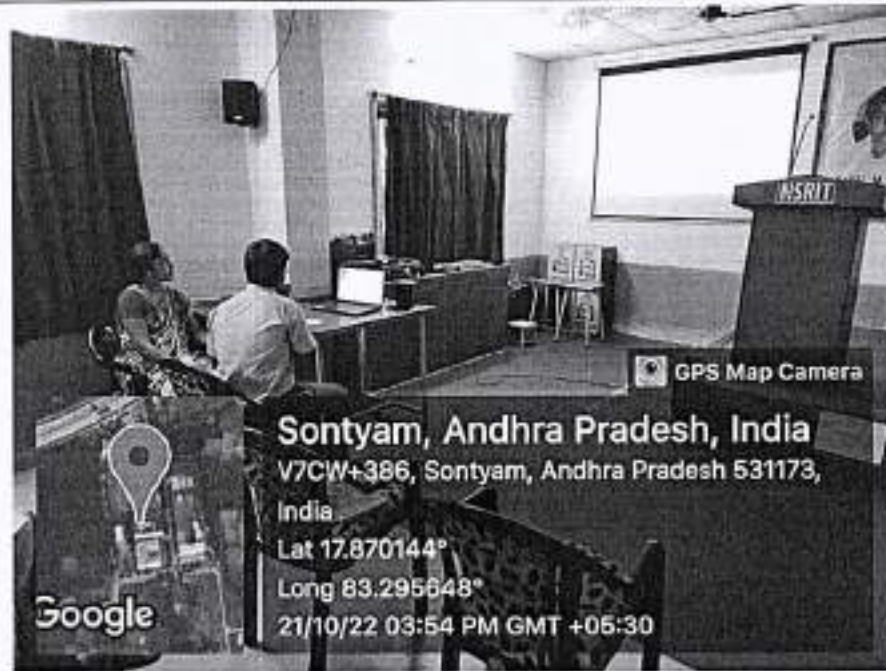 NSRIT
GPS Map Camera
Sontyam, Andhra Pradesh, India
V7CW+386, Sontyam, Andhra Pradesh 531173,
India
Lat 17.870144°
Long 83.295648°
21/10/22 03:54 PM GMT +05:30
Google